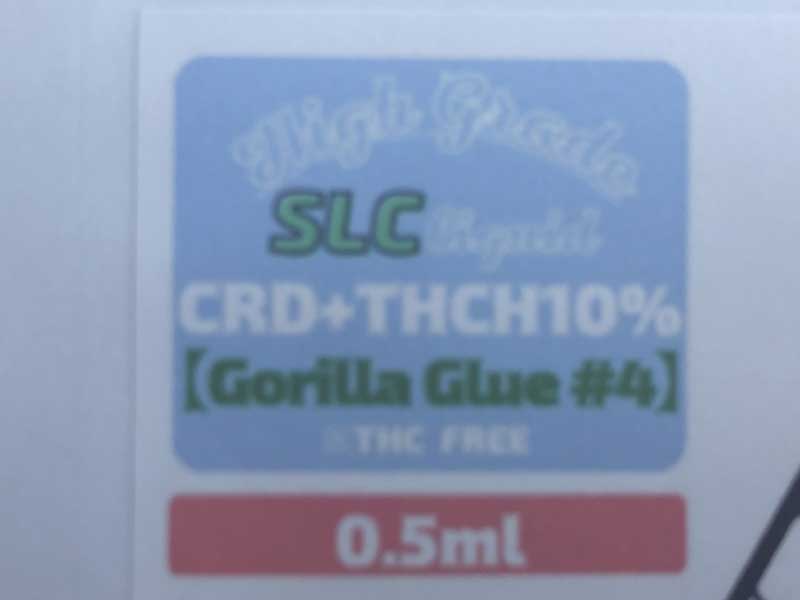 High Grade
SLC liquid
CRD+THCH10%
【Gorilla Glue #4】
※THC FREE
0.5ml